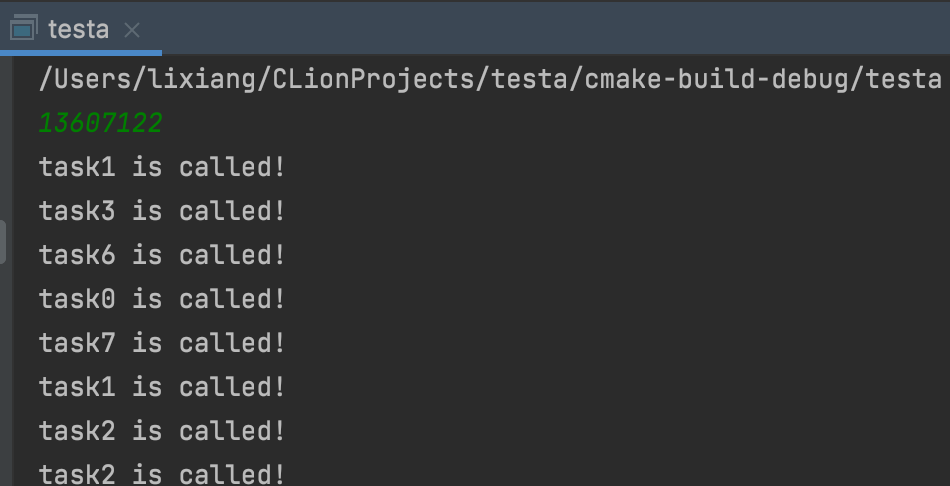 testa
/Users/lixiang/CLionProjects/testa/cmake-build-debug/testa
13607122
task1 is called!
task3 is called!
task6 is called!
task0 is called!
task7 is called!
task1 is called!
task2 is called!
task2 is called!